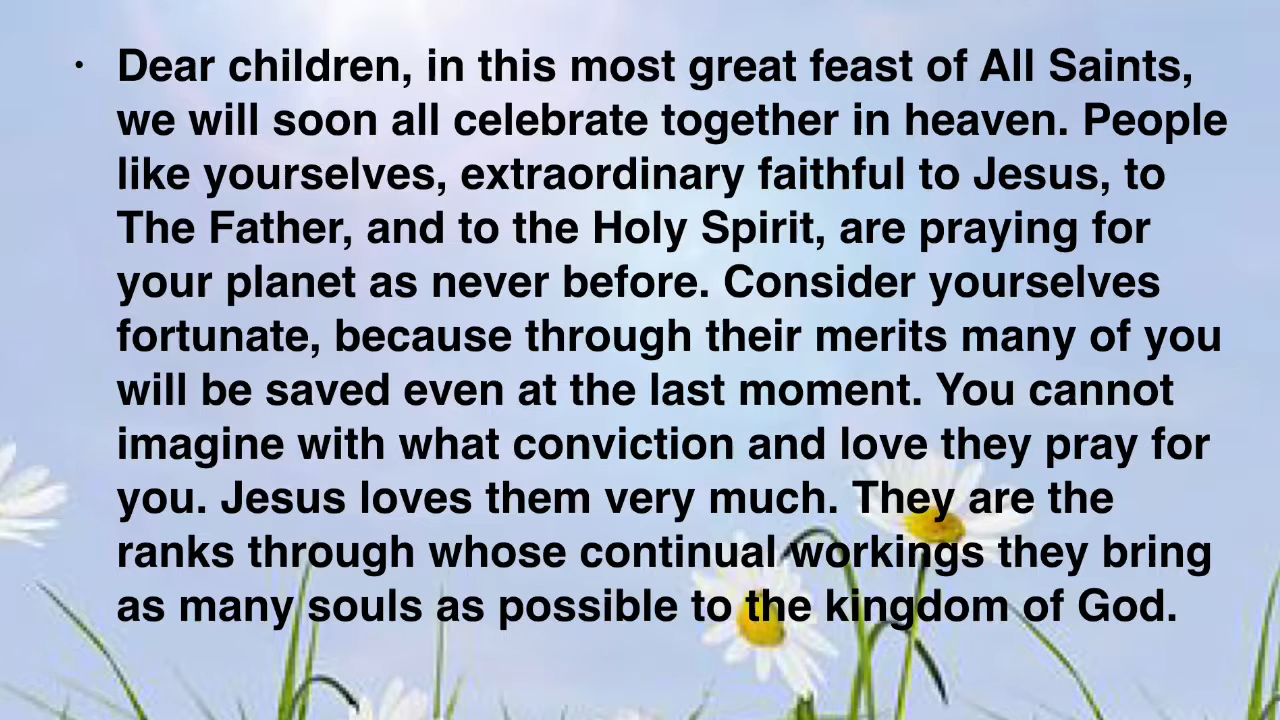 • Dear children, in this most great feast of All Saints,
we will soon all celebrate together in heaven. People
like yourselves, extraordinary faithful to Jesus, to
The Father, and to the Holy Spirit, are praying for
your planet as never before. Consider yourselves
fortunate, because through their merits many of you
will be saved even at the last moment. You cannot
imagine with what conviction and love they pray for
you. Jesus loves them very much. They are the
ranks through whose continual workings they bring
as many souls as possible to the kingdom of God.